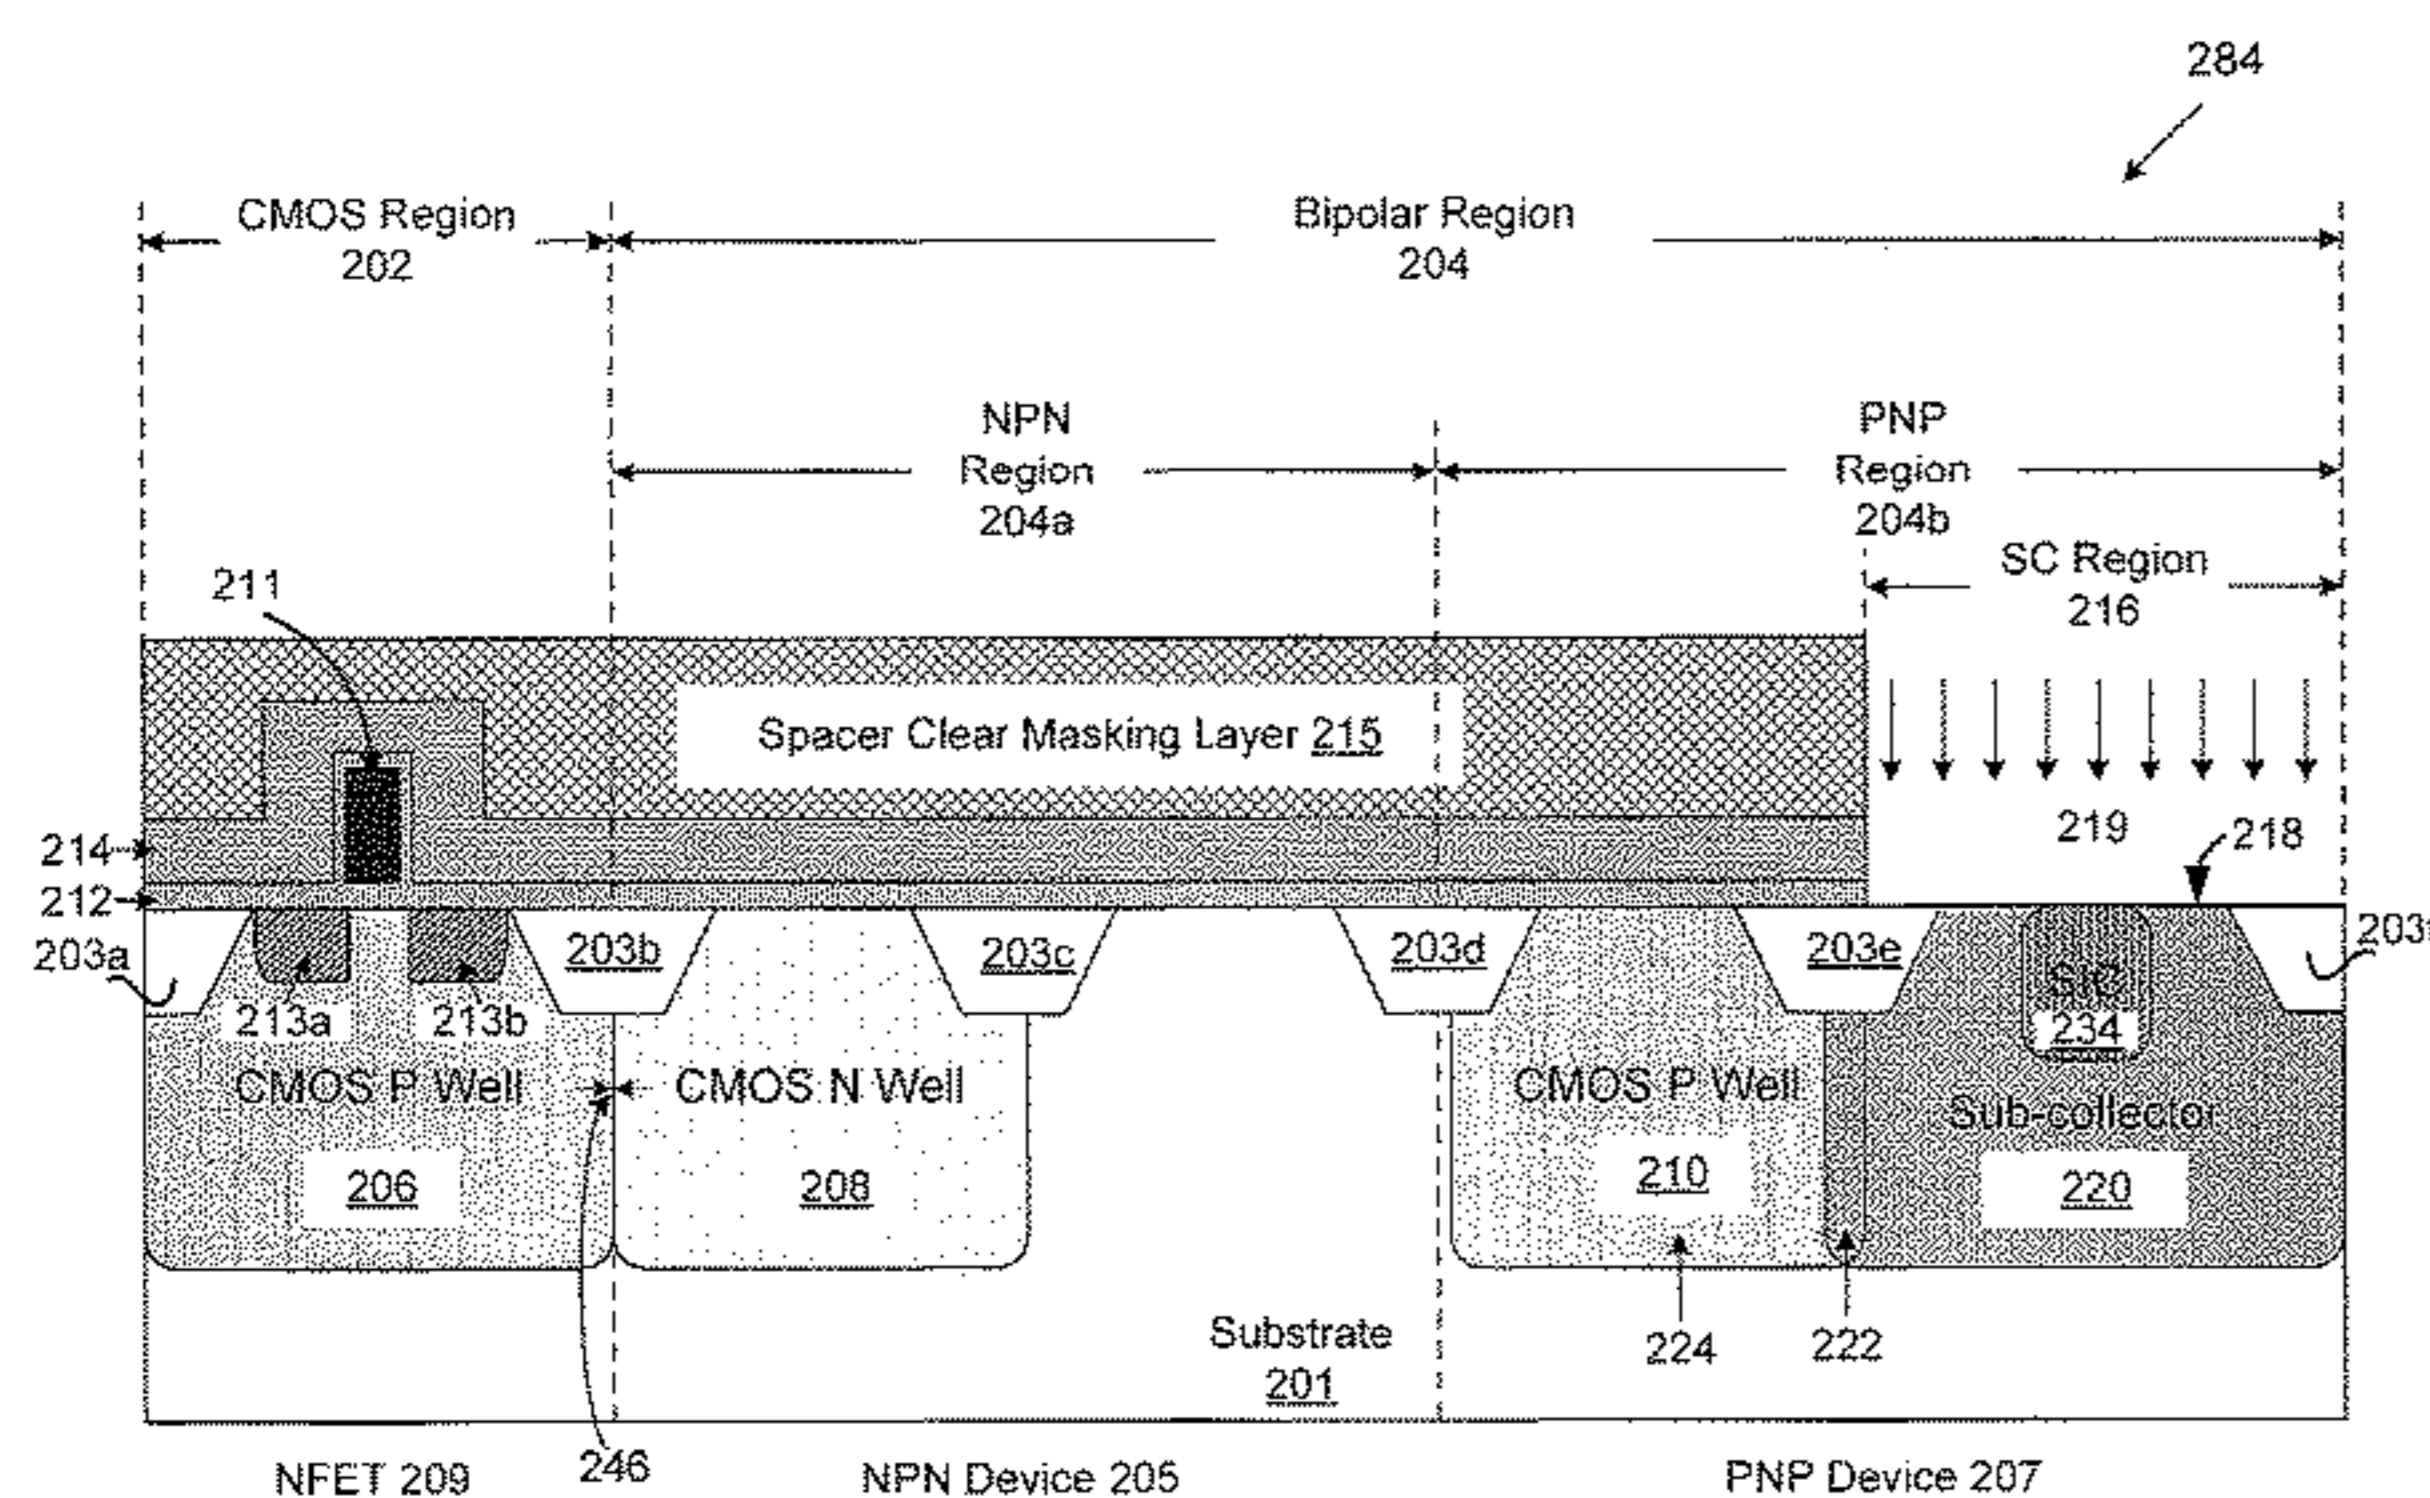 284
CMOS Region
202
Bipolar Region
204
NPN
Region
204a
PNP
Region
204b
SC Region
216
211
Spacer Clear Masking Layer 215
219
218
214
212
203a
203b
203c
203d
203e
203f
213a
213b
SIC
234
CMOS P Well
206
CMOS N Well
208
CMOS P Well
210
Sub-collector
220
Substrate
201
224
222
246
NFET 209
NPN Device 205
PNP Device 207